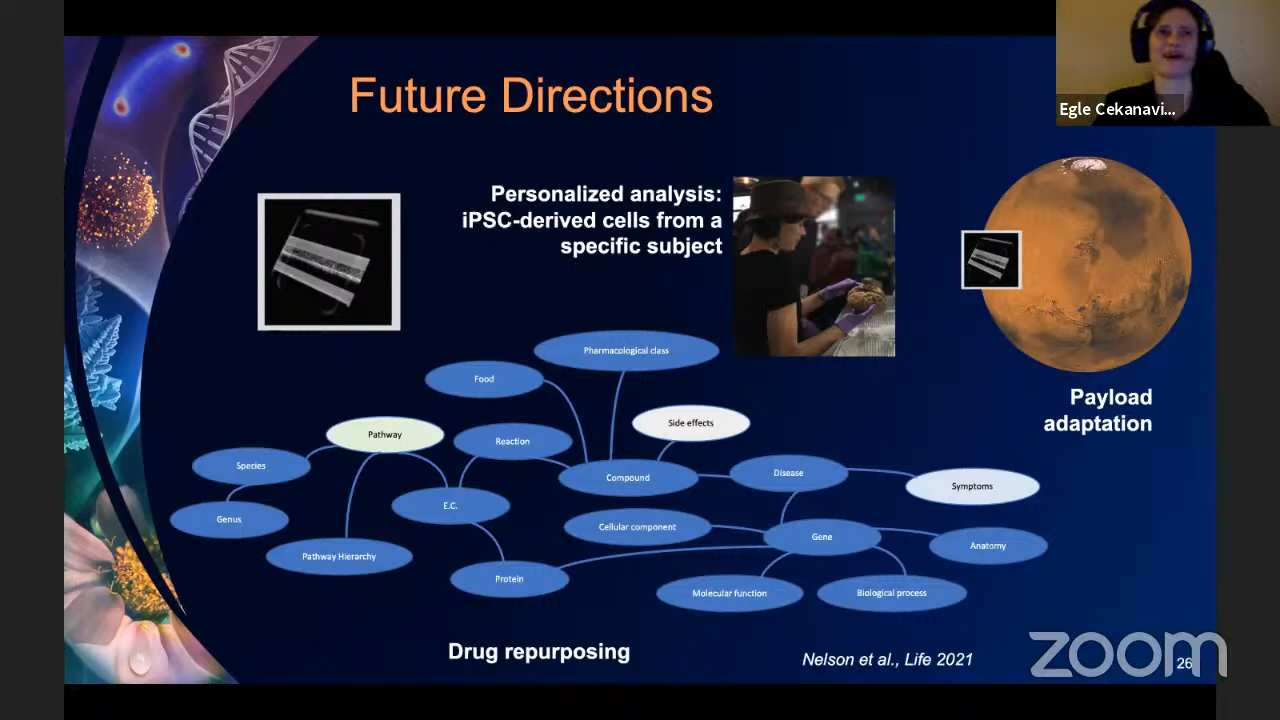 Future Directions
Egle Cekanavi...
Personalized analysis:
iPSC-derived cells from a
specific subject
Payload
adaptation
Pharmacological class
Food
Side effects
Pathway
Reaction
Species
Compound
Disease
Symptoms
E.C.
Genus
Cellular component
Gene
Anatomy
Pathway Hierarchy
Protein
Molecular function
Biological process
Drug repurposing
Nelson et al., Life 2021
zoom
26